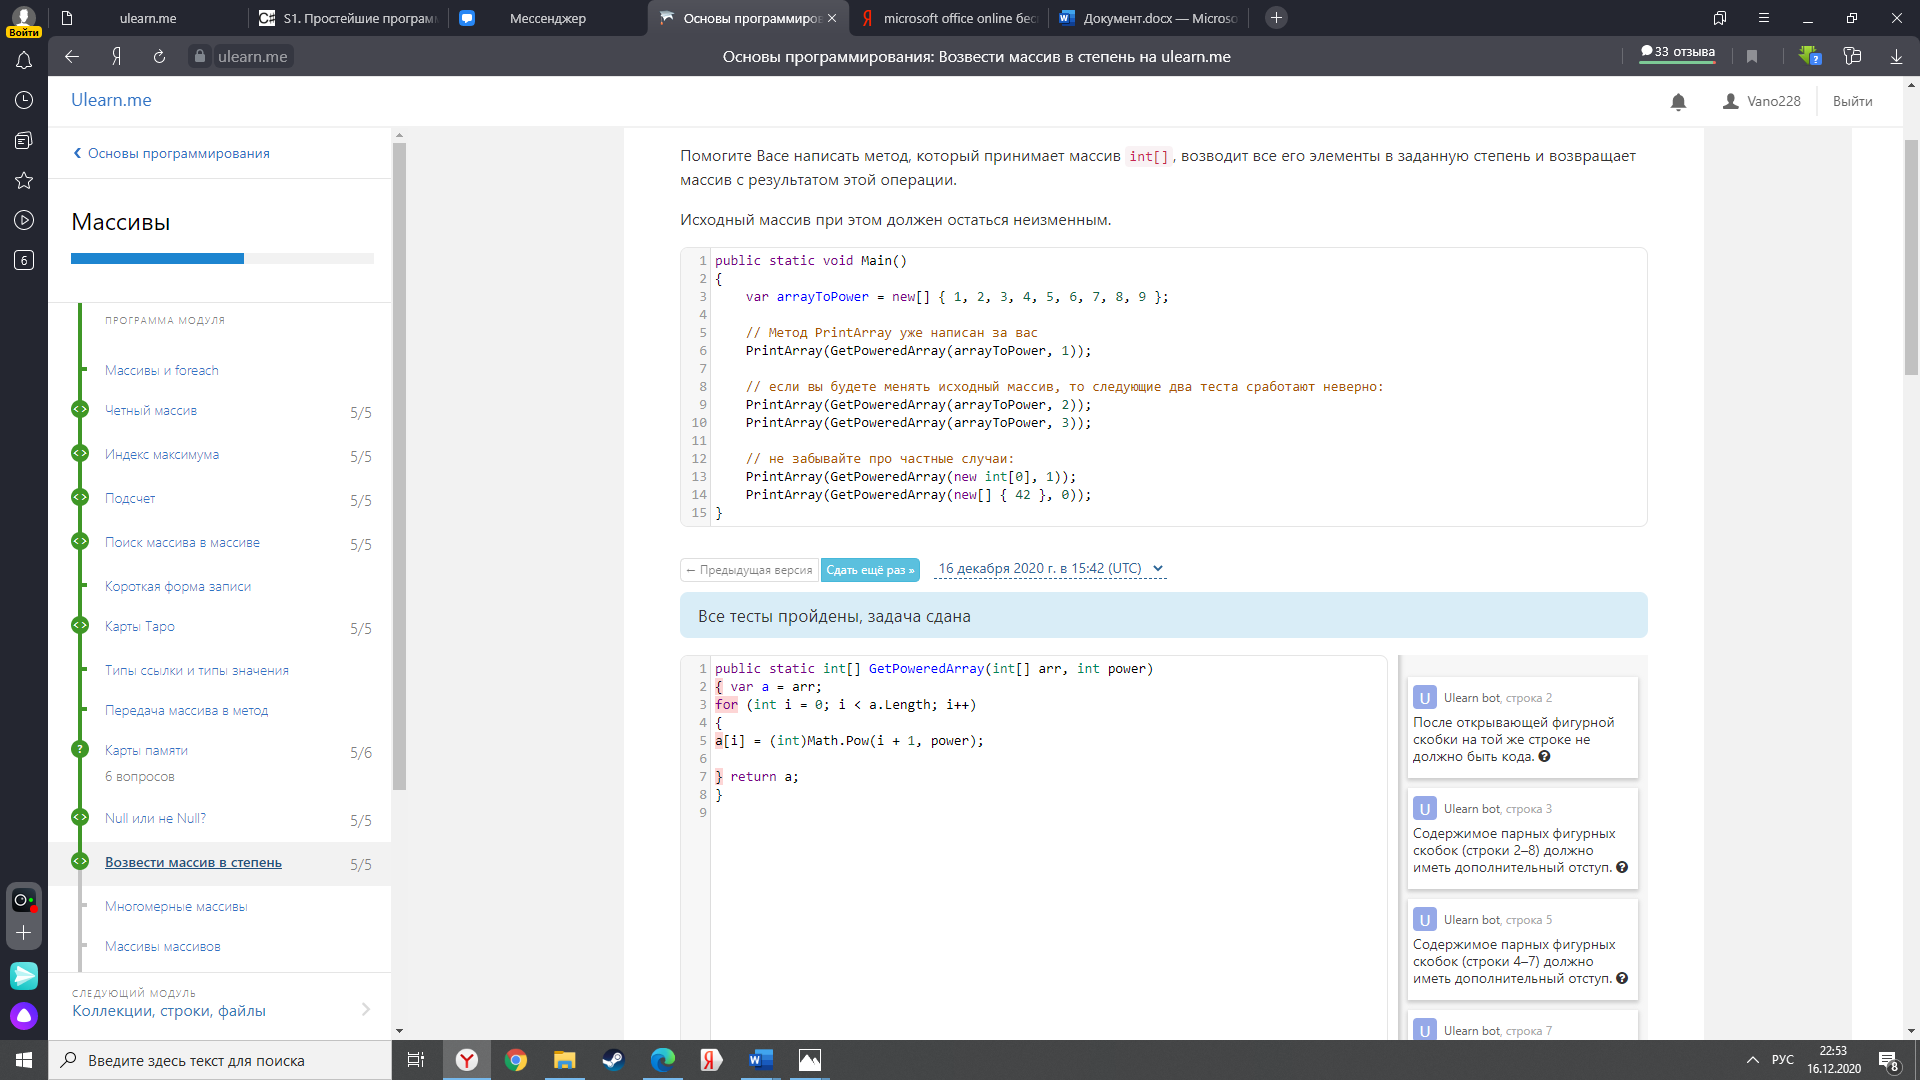 ulearn.me
S1. Простейшие програм
Мессенджер
Основы программиров
microsoft office online бес
Документ.docx — Microso
Войти
ulearn.me
Основы программирования: Возвести массив в степень на ulearn.me
33 отзыва
Ulearn.me
Vano228
Выйти
6
Основы программирования
Массивы
ПРОГРАММА МОДУЛЯ
Массивы и foreach
Четный массив 5/5
Индекс максимума 5/5
Подсчет 5/5
Поиск массива в массиве 5/5
Короткая форма записи
Карты Таро 5/5
Типы ссылки и типы значения
Передача массива в метод
Карты памяти 5/6
6 вопросов
Null или не Null? 5/5
Возвести массив в степень 5/5
Многомерные массивы
Массивы массивов
СЛЕДУЮЩИЙ МОДУЛЬ
Коллекции, строки, файлы
Помогите Васе написать метод, который принимает массив int[], возводит все его элементы в заданную степень и возвращает
массив с результатом этой операции.
Исходный массив при этом должен остаться неизменным.
1 public static void Main()
2 {
3 var arrayToPower = new[] { 1, 2, 3, 4, 5, 6, 7, 8, 9 };
4
5 // Метод PrintArray уже написан за вас
6 PrintArray(GetPoweredArray(arrayToPower, 1));
7
8 // если вы будете менять исходный массив, то следующие два теста сработают неверно:
9 PrintArray(GetPoweredArray(arrayToPower, 2));
10 PrintArray(GetPoweredArray(arrayToPower, 3));
11
12 // не забывайте про частные случаи:
13 PrintArray(GetPoweredArray(new int[0], 1));
14 PrintArray(GetPoweredArray(new[] { 42 }, 0));
15 }
← Предыдущая версия Сдать ещё раз » 16 декабря 2020 г. в 15:42 (UTC)
Все тесты пройдены, задача сдана
1 public static int[] GetPoweredArray(int[] arr, int power)
2 { var a = arr;
3 for (int i = 0; i < a.Length; i++)
4 {
5 a[i] = (int)Math.Pow(i + 1, power);
6
7 } return a;
8 }
9
U Ulearn bot, строка 2
После открывающей фигурной
скобки на той же строке не
должно быть кода.
U Ulearn bot, строка 3
Содержимое парных фигурных
скобок (строки 2–8) должно
иметь дополнительный отступ.
U Ulearn bot, строка 5
Содержимое парных фигурных
скобок (строки 4–7) должно
иметь дополнительный отступ.
U Ulearn bot, строка 7
Введите здесь текст для поиска
РУС
22:53
16.12.2020
8